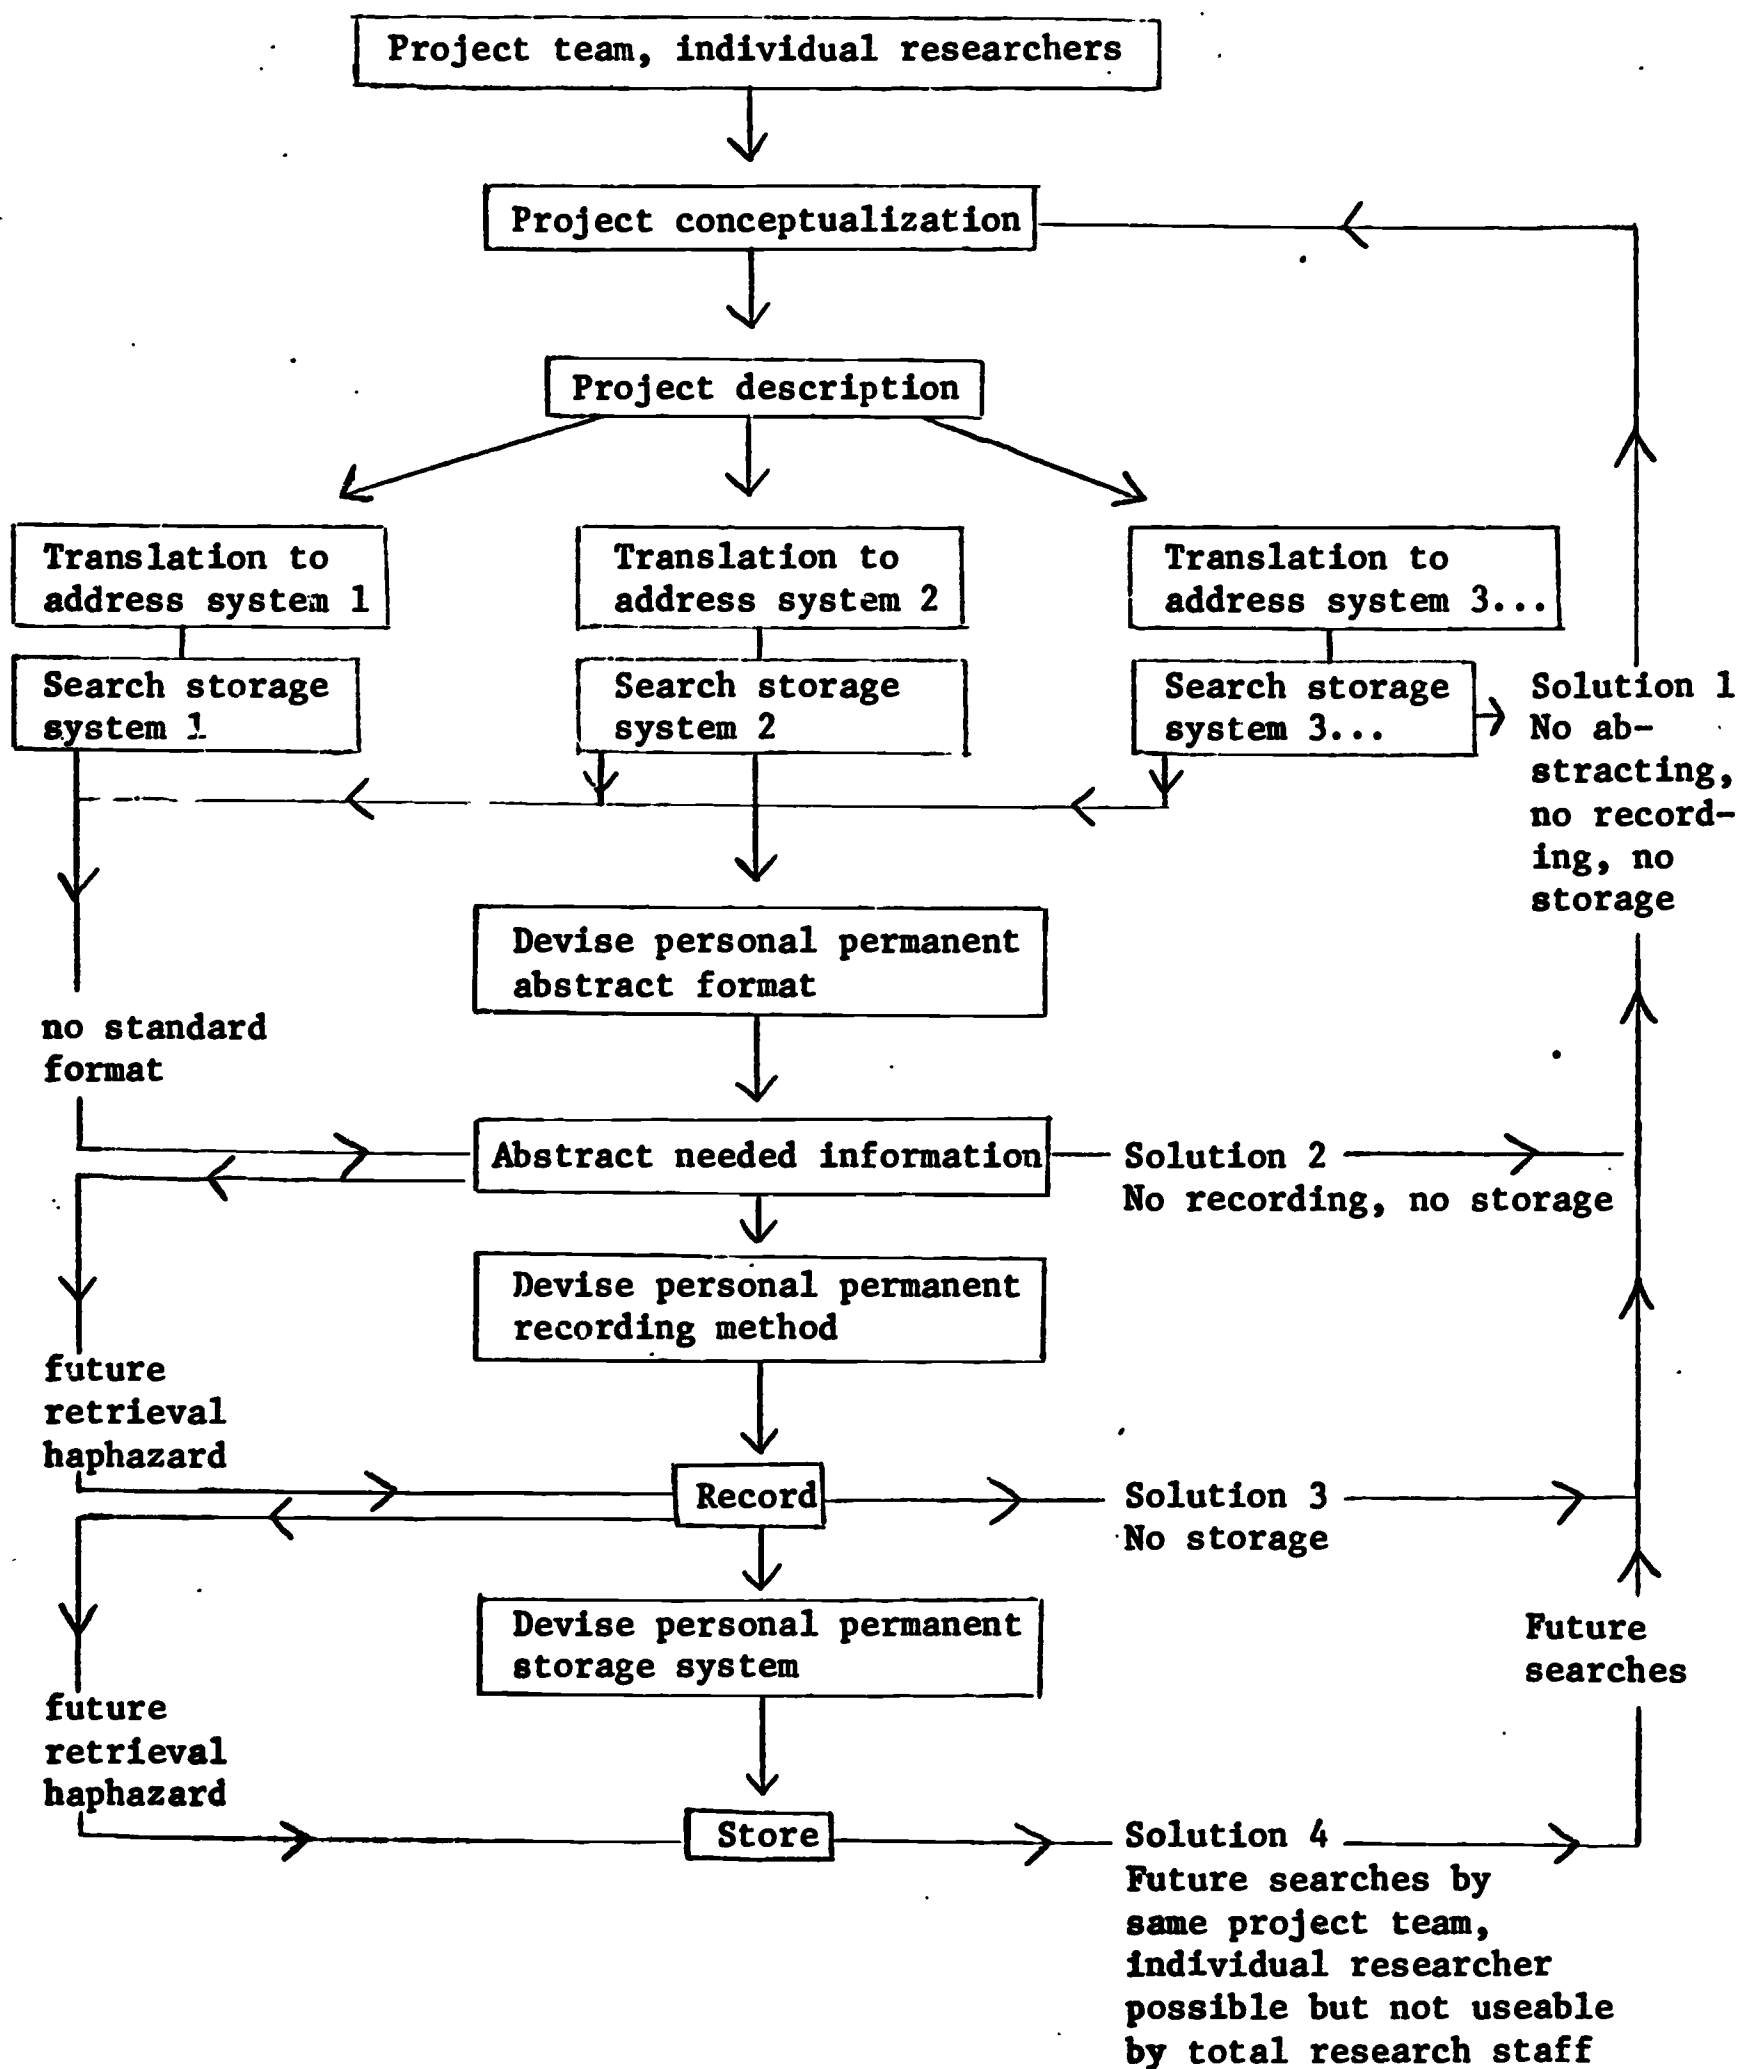 Project team, individual researchers
Project conceptualization
Project description
Translation to
address system 1
Translation to
address system 2
Translation to
address system 3...
Search storage
system 1
Search storage
system 2
Search storage
system 3...
Solution 1
No ab-
stracting,
no record-
ing, no
storage
Devise personal permanent
abstract format
no standard
format
Abstract needed information
Solution 2
No recording, no storage
Devise personal permanent
recording method
future
retrieval
haphazard
Record
Solution 3
No storage
Devise personal permanent
storage system
Future
searches
future
retrieval
haphazard
Store
Solution 4
Future searches by
same project team,
individual researcher
possible but not useable
by total research staff